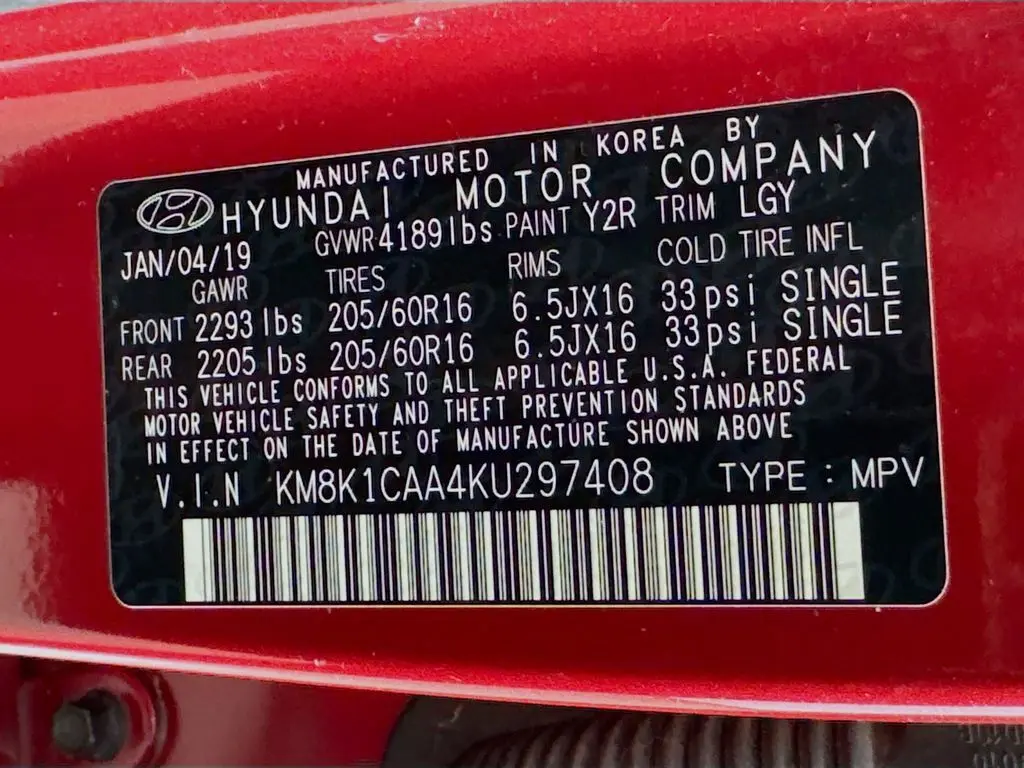 MANUFACTURED IN KOREA BY
HYUNDAI MOTOR COMPANY
JAN/04/19 GVWR 4189lbs PAINT Y2R TRIM LGY
GAWR TIRES RIMS COLD TIRE INFL
FRONT 2293 lbs 205/60R16 6.5JX16 33psi SINGLE
REAR 2205 lbs 205/60R16 6.5JX16 33psi SINGLE
THIS VEHICLE CONFORMS TO ALL APPLICABLE U.S.A. FEDERAL
MOTOR VEHICLE SAFETY AND THEFT PREVENTION STANDARDS
IN EFFECT ON THE DATE OF MANUFACTURE SHOWN ABOVE
V.I.N KM8K1CAA4KU297408 TYPE : MPV